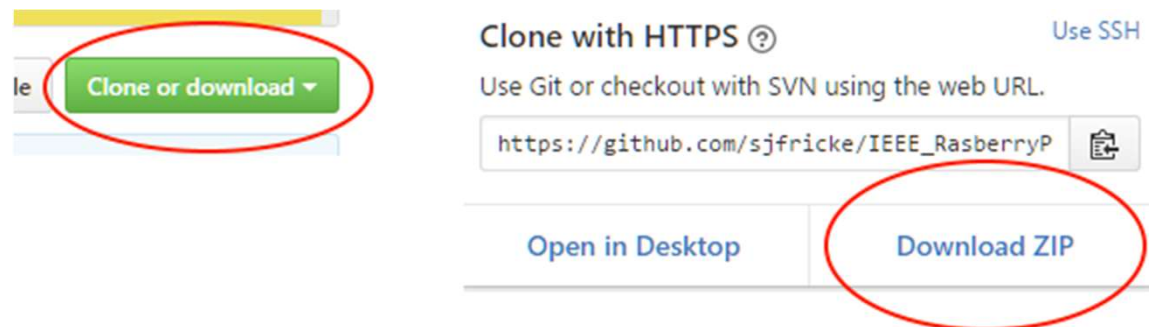 le
Clone or download
Clone with HTTPS
Use SSH
Use Git or checkout with SVN using the web URL.
https://github.com/sjfricke/IEEE_RasberryP
Open in Desktop
Download ZIP